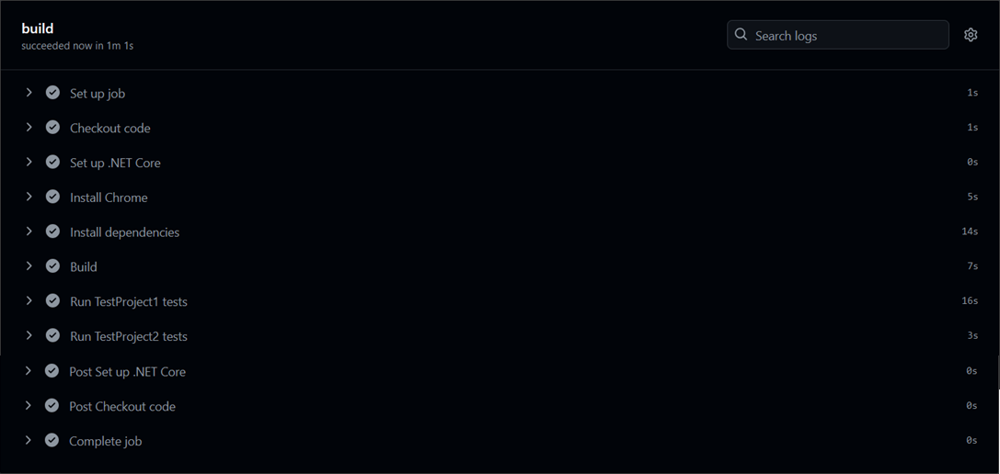 build
succeeded now in 1m 1s
Search logs
Set up job 1s
Checkout code 1s
Set up .NET Core 0s
Install Chrome 5s
Install dependencies 14s
Build 7s
Run TestProject1 tests 16s
Run TestProject2 tests 3s
Post Set up .NET Core 0s
Post Checkout code 0s
Complete job 0s